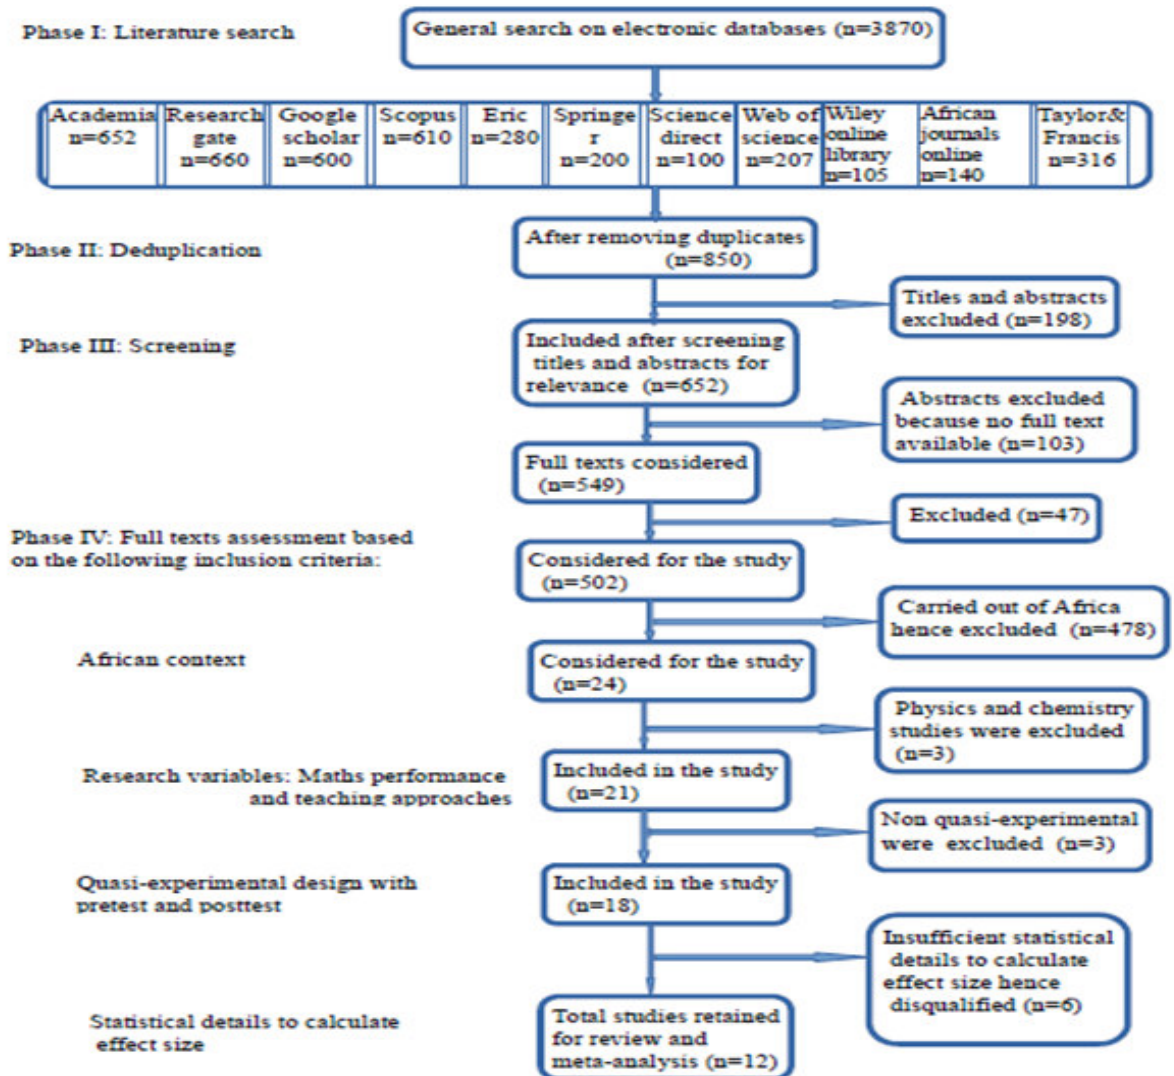 Phase I: Literature search
General search on electronic databases (n=3870)
Academia
n=652
Research
gate
n=660
Google
scholar
n=600
Scopus
n=610
Eric
n=280
Springe
r
n=200
Science
direct
n=100
Web of
science
n=207
Wiley
online
library
n=105
African
journals
online
n=140
Taylor&
Francis
n=316
Phase II: Deduplication
After removing duplicates
(n=850)
Titles and abstracts
excluded (n=198)
Phase III: Screening
Included after screening
titles and abstracts for
relevance (n=652)
Abstracts excluded
because no full text
available (n=103)
Full texts considered
(n=549)
Excluded (n=47)
Phase IV: Full texts assessment based
on the following inclusion criteria:
Considered for the study
(n=502)
Carried out of Africa
hence excluded (n=478)
African context
Considered for the study
(n=24)
Physics and chemistry
studies were excluded
(n=3)
Research variables: Maths performance
and teaching approaches
Included in the study
(n=21)
Non quasi-experimental
were excluded (n=3)
Quasi-experimental design with
pretest and posttest
Included in the study
(n=18)
Insufficient statistical
details to calculate
effect size hence
disqualified (n=6)
Statistical details to calculate
effect size
Total studies retained
for review and
meta-analysis (n=12)